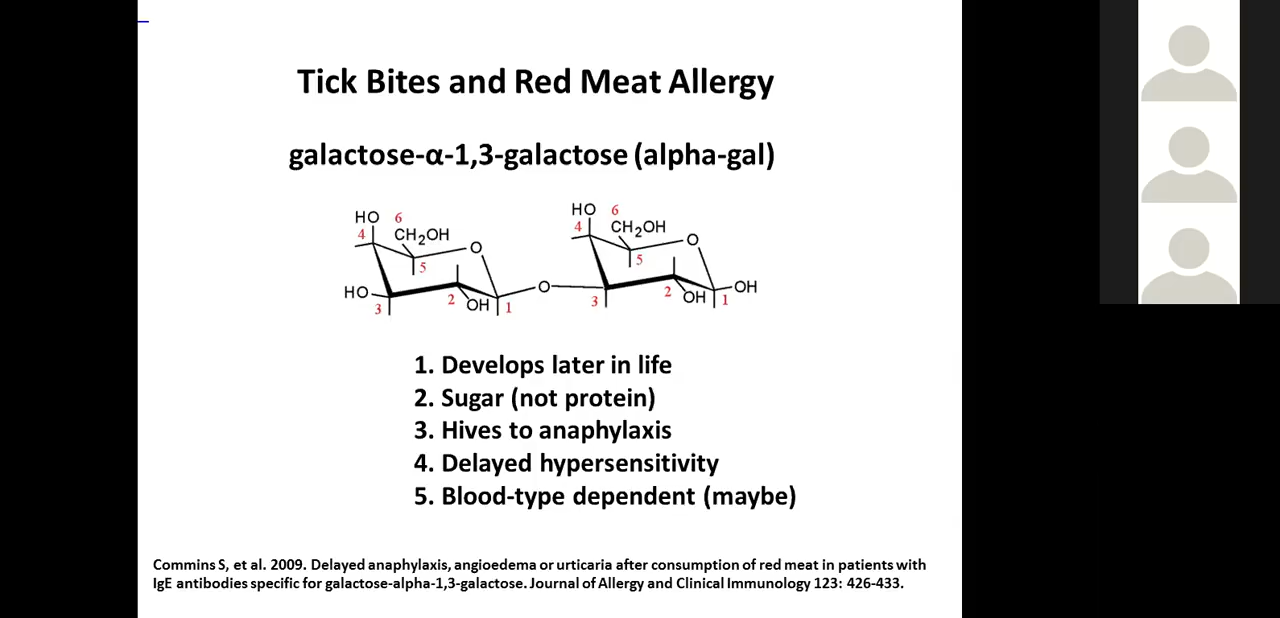 Tick Bites and Red Meat Allergy
galactose-α-1,3-galactose (alpha-gal)
HO 6 HO 6
4 CH₂OH O 4 CH₂OH O
5 5
HO 3 2 OH 1 O 3 2 OH 1 OH
1. Develops later in life
2. Sugar (not protein)
3. Hives to anaphylaxis
4. Delayed hypersensitivity
5. Blood-type dependent (maybe)
Commins S, et al. 2009. Delayed anaphylaxis, angioedema or urticaria after consumption of red meat in patients with
IgE antibodies specific for galactose-alpha-1,3-galactose. Journal of Allergy and Clinical Immunology 123: 426-433.